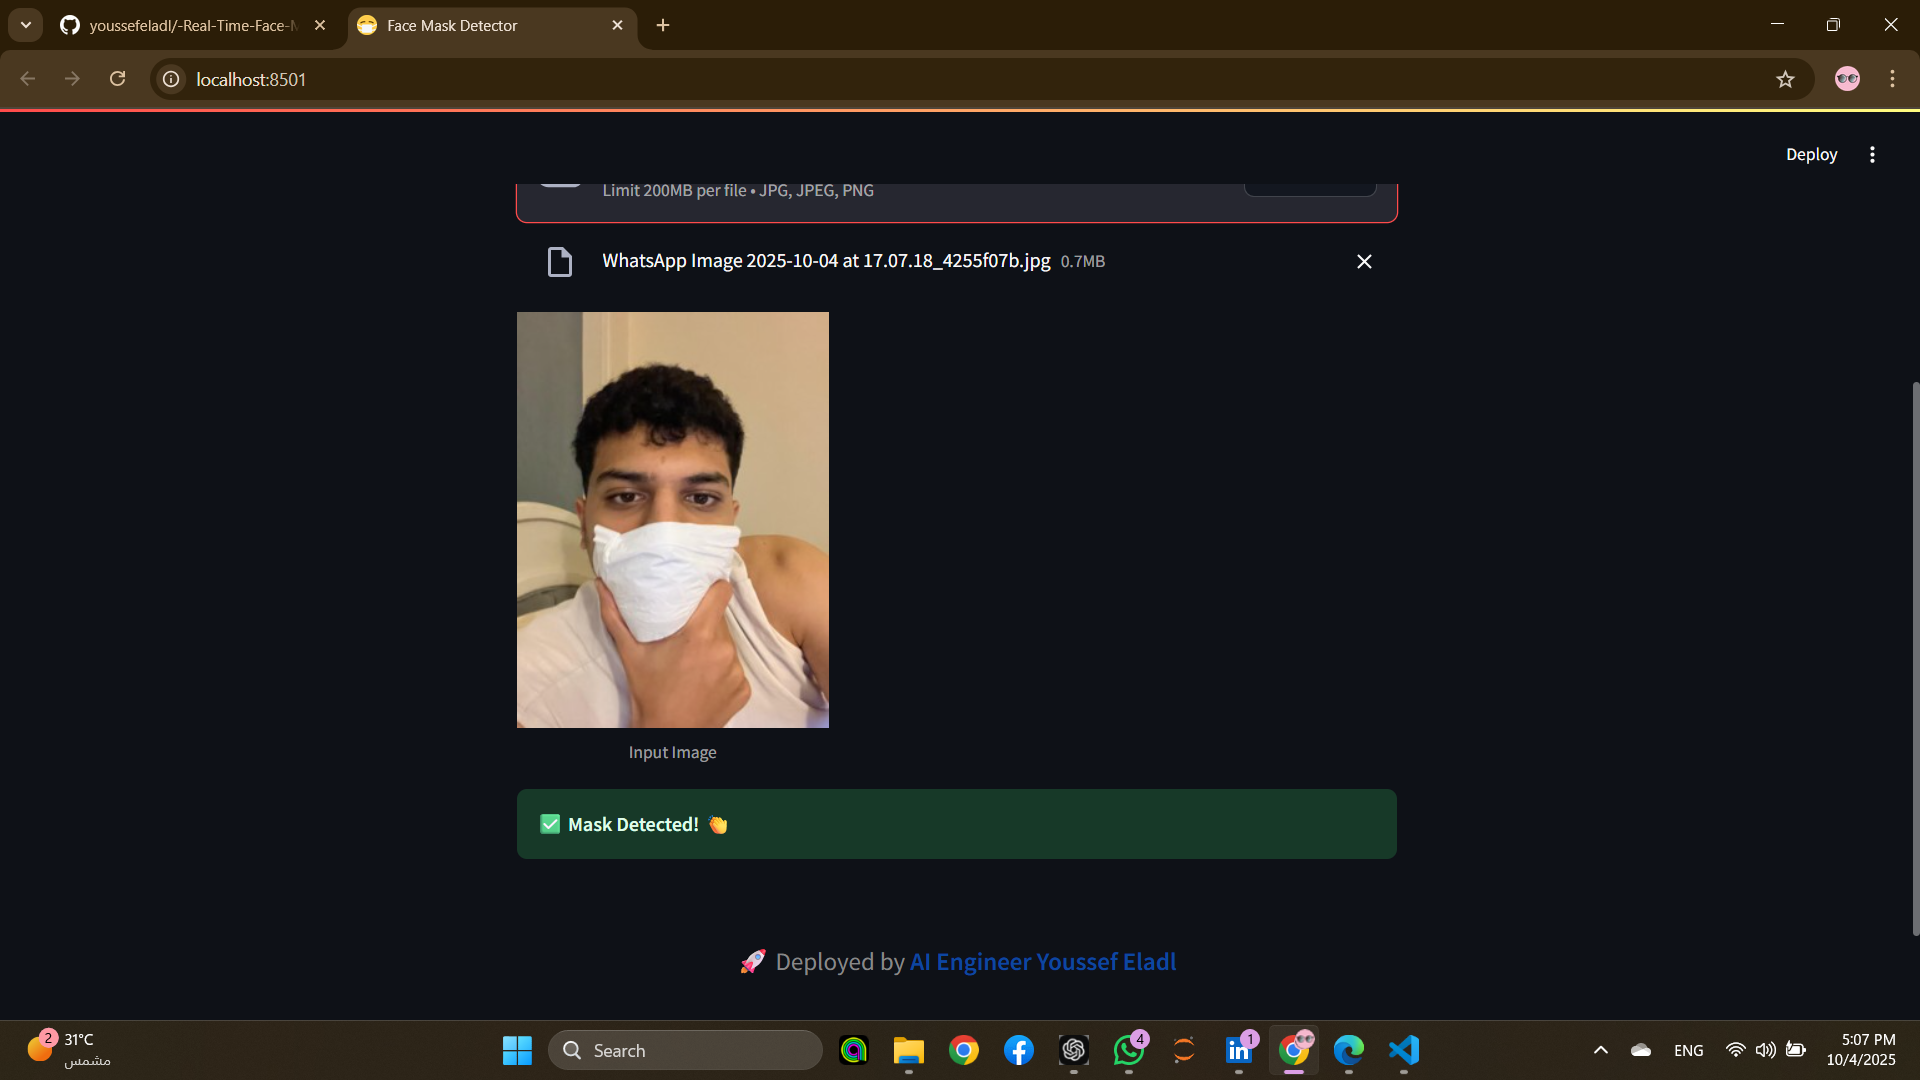 youssefeladl/-Real-Time-Face-M
Face Mask Detector
localhost:8501
Deploy
Limit 200MB per file • JPG, JPEG, PNG
WhatsApp Image 2025-10-04 at 17.07.18_4255f07b.jpg 0.7MB
Input Image
✅ Mask Detected! 👏
🚀 Deployed by AI Engineer Youssef Eladl
2
31°C
مشمس
Search
4
in
1
ENG
5:07 PM
10/4/2025